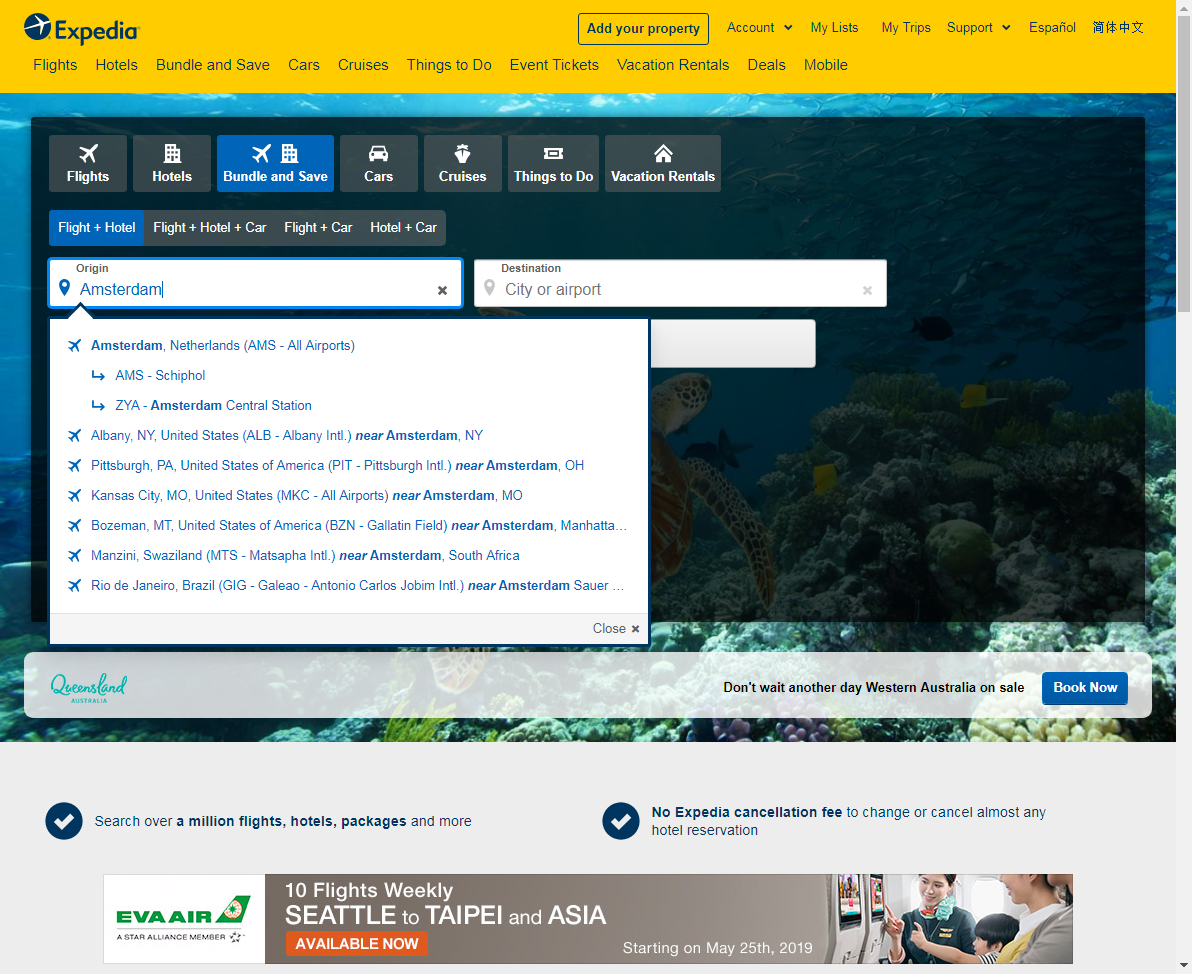 Expedia
Add your property
Account
My Lists
My Trips
Support
Español
简体中文
Flights
Hotels
Bundle and Save
Cars
Cruises
Things to Do
Event Tickets
Vacation Rentals
Deals
Mobile
Flights
Hotels
Bundle and Save
Cars
Cruises
Things to Do
Vacation Rentals
Flight + Hotel
Flight + Hotel + Car
Flight + Car
Hotel + Car
Origin
Amsterdam
Destination
City or airport
Amsterdam, Netherlands (AMS - All Airports)
AMS - Schiphol
ZYA - Amsterdam Central Station
Albany, NY, United States (ALB - Albany Intl.) near Amsterdam, NY
Pittsburgh, PA, United States of America (PIT - Pittsburgh Intl.) near Amsterdam, OH
Kansas City, MO, United States (MKC - All Airports) near Amsterdam, MO
Bozeman, MT, United States of America (BZN - Gallatin Field) near Amsterdam, Manhatta...
Manzini, Swaziland (MTS - Matsapha Intl.) near Amsterdam, South Africa
Rio de Janeiro, Brazil (GIG - Galeao - Antonio Carlos Jobim Intl.) near Amsterdam Sauer ...
Close
Queensland
AUSTRALIA
Don't wait another day Western Australia on sale
Book Now
Search over a million flights, hotels, packages and more
No Expedia cancellation fee to change or cancel almost any
hotel reservation
EVA AIR
A STAR ALLIANCE MEMBER
10 Flights Weekly
SEATTLE to TAIPEI and ASIA
AVAILABLE NOW
Starting on May 25th, 2019